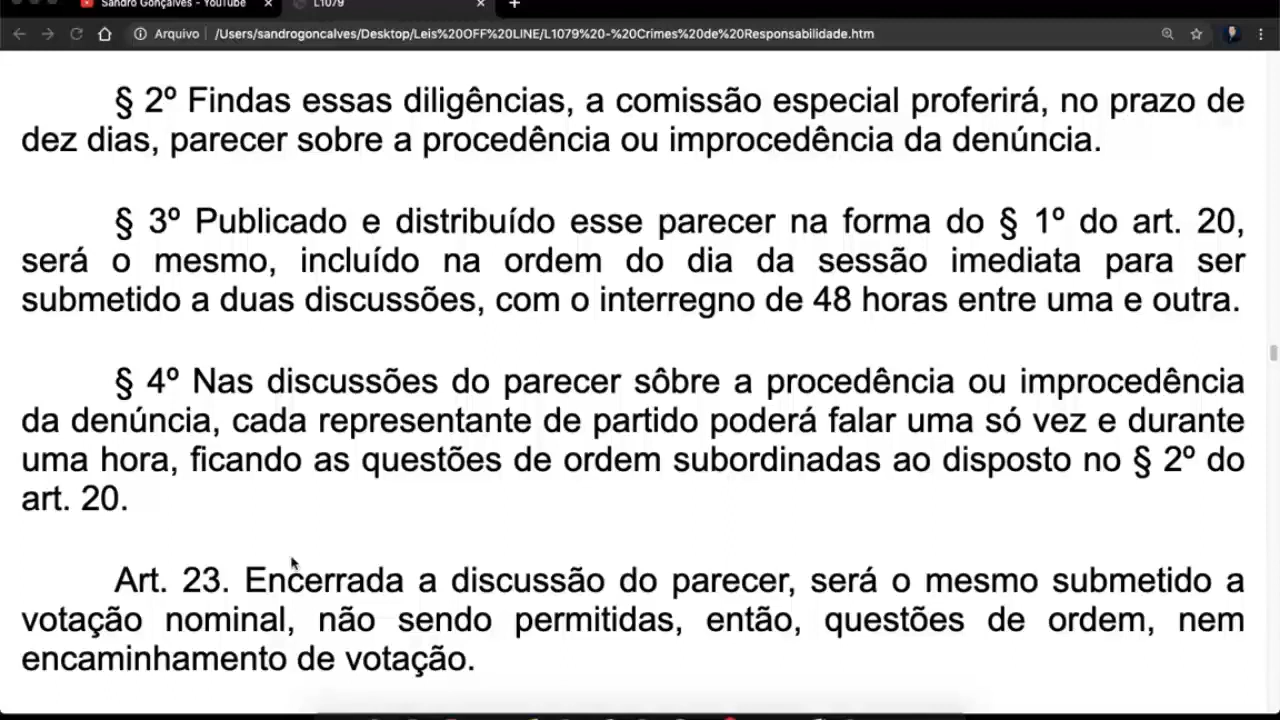 Sandro Gonçalves - YouTube
L1079
Arquivo
/Users/sandrogoncalves/Desktop/Leis%20OFF%20LINE/L1079%20-%20Crimes%20de%20Responsabilidade.htm
§ 2º Findas essas diligências, a comissão especial proferirá, no prazo de
dez dias, parecer sobre a procedência ou improcedência da denúncia.
§ 3º Publicado e distribuído esse parecer na forma do § 1º do art. 20,
será o mesmo, incluído na ordem do dia da sessão imediata para ser
submetido a duas discussões, com o interregno de 48 horas entre uma e outra.
§ 4º Nas discussões do parecer sôbre a procedência ou improcedência
da denúncia, cada representante de partido poderá falar uma só vez e durante
uma hora, ficando as questões de ordem subordinadas ao disposto no § 2º do
art. 20.
Art. 23. Encerrada a discussão do parecer, será o mesmo submetido a
votação nominal, não sendo permitidas, então, questões de ordem, nem
encaminhamento de votação.